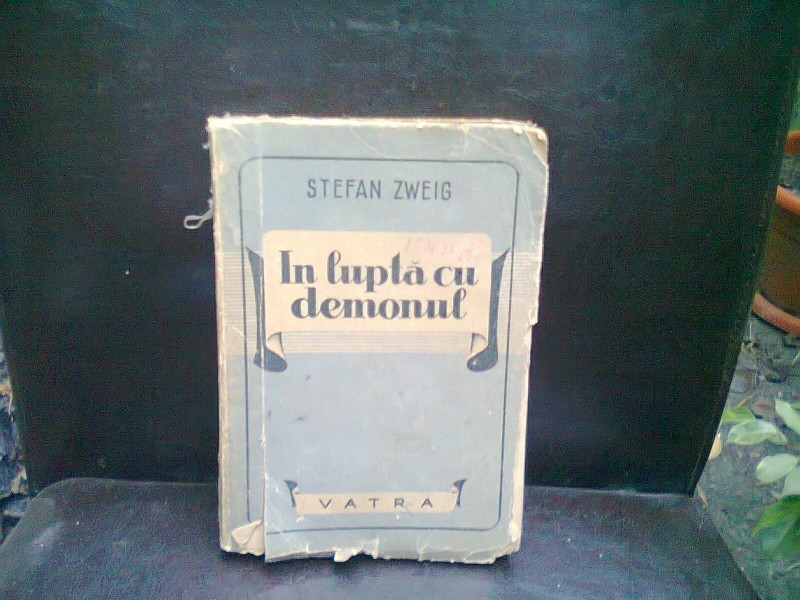 STEFAN ZWEIG
In luptă cu
demonul
VATRA